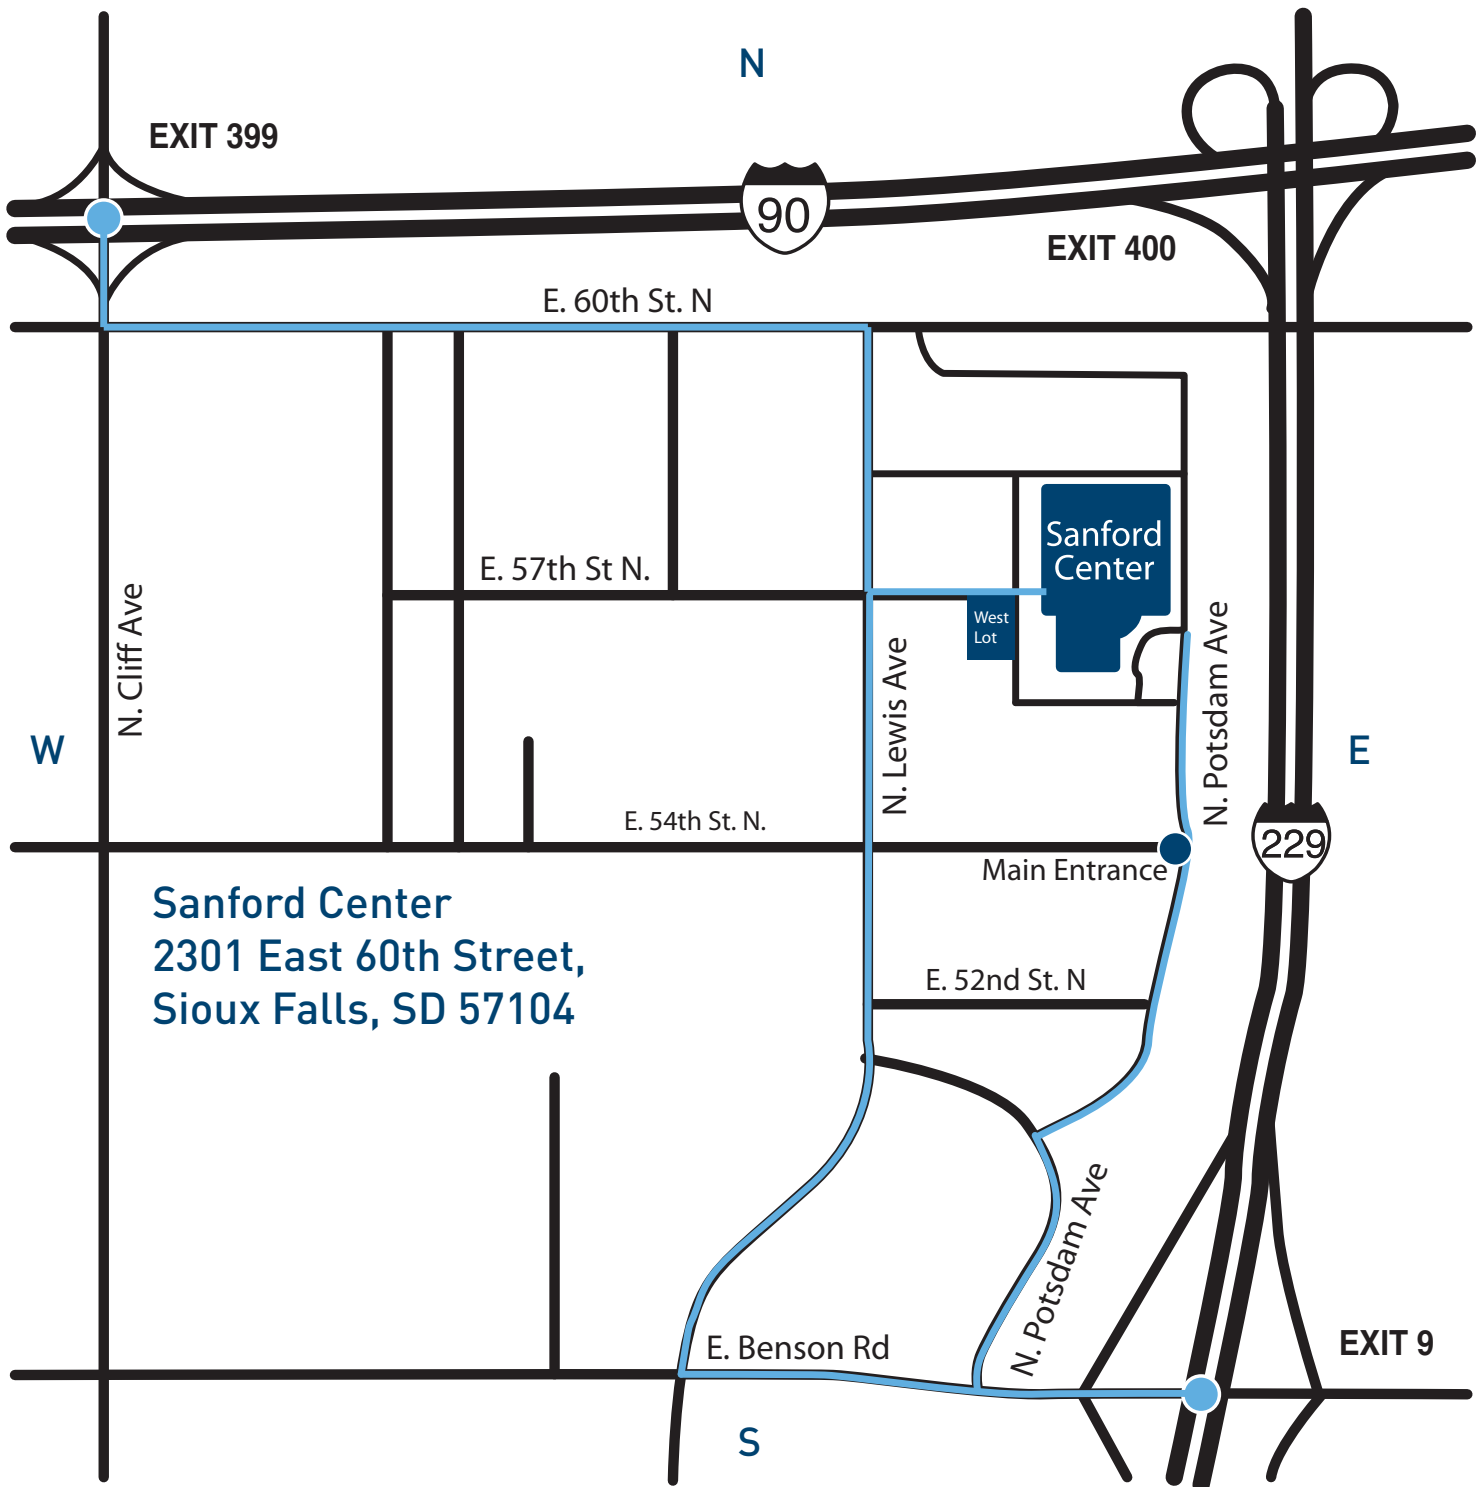 N
EXIT 399
90
EXIT 400
E. 60th St. N
Sanford
Center
E. 57th St N.
West
Lot
N. Cliff Ave
N. Lewis Ave
N. Potsdam Ave
W
E
E. 54th St. N.
229
Main Entrance
Sanford Center
2301 East 60th Street,
Sioux Falls, SD 57104
E. 52nd St. N
N. Potsdam Ave
E. Benson Rd
EXIT 9
S